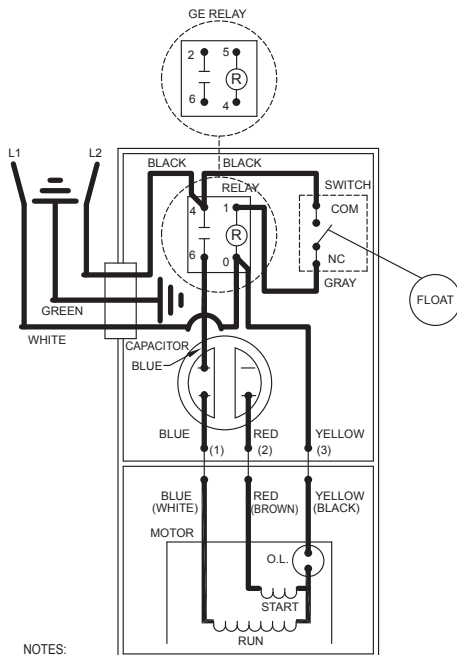 GE RELAY
2 5
R
6 4
L1 L2
BLACK BLACK
RELAY
SWITCH
4 1
COM
R
6 0
NC
GRAY
FLOAT
GREEN
WHITE
CAPACITOR
BLUE
BLUE RED YELLOW
(1) (2) (3)
BLUE RED YELLOW
(WHITE) (BROWN) (BLACK)
MOTOR
O.L.
START
RUN
NOTES: